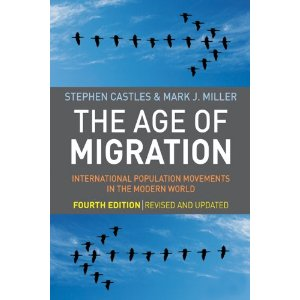 STEPHEN CASTLES & MARK J. MILLER
THE AGE OF
MIGRATION
INTERNATIONAL POPULATION MOVEMENTS
IN THE MODERN WORLD
FOURTH EDITION | REVISED AND UPDATED